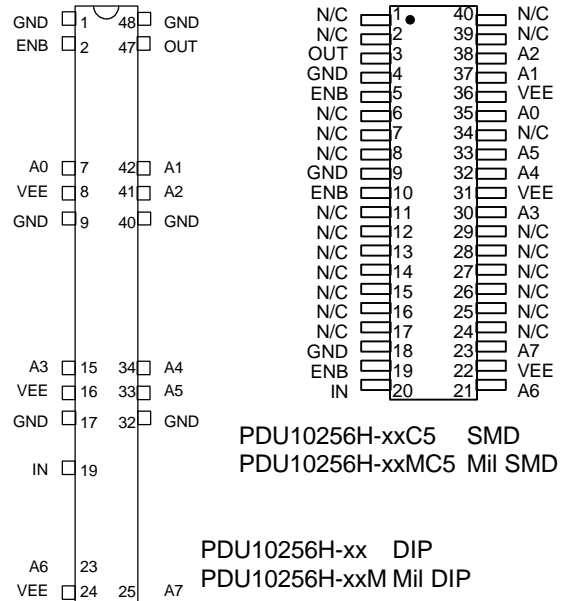 GND 1 48 GND
ENB 2 47 OUT
A0 7 42 A1
VEE 8 41 A2
GND 9 40 GND
A3 15 34 A4
VEE 16 33 A5
GND 17 32 GND
IN 19
A6 23
VEE 24 25 A7
N/C 1 40 N/C
N/C 2 39 N/C
OUT 3 38 A2
GND 4 37 A1
ENB 5 36 VEE
N/C 6 35 A0
N/C 7 34 N/C
N/C 8 33 A5
GND 9 32 A4
ENB 10 31 VEE
N/C 11 30 A3
N/C 12 29 N/C
N/C 13 28 N/C
N/C 14 27 N/C
N/C 15 26 N/C
N/C 16 25 N/C
N/C 17 24 N/C
GND 18 23 A7
ENB 19 22 VEE
IN 20 21 A6
PDU10256H-xxC5 SMD
PDU10256H-xxMC5 Mil SMD
PDU10256H-xx DIP
PDU10256H-xxM Mil DIP